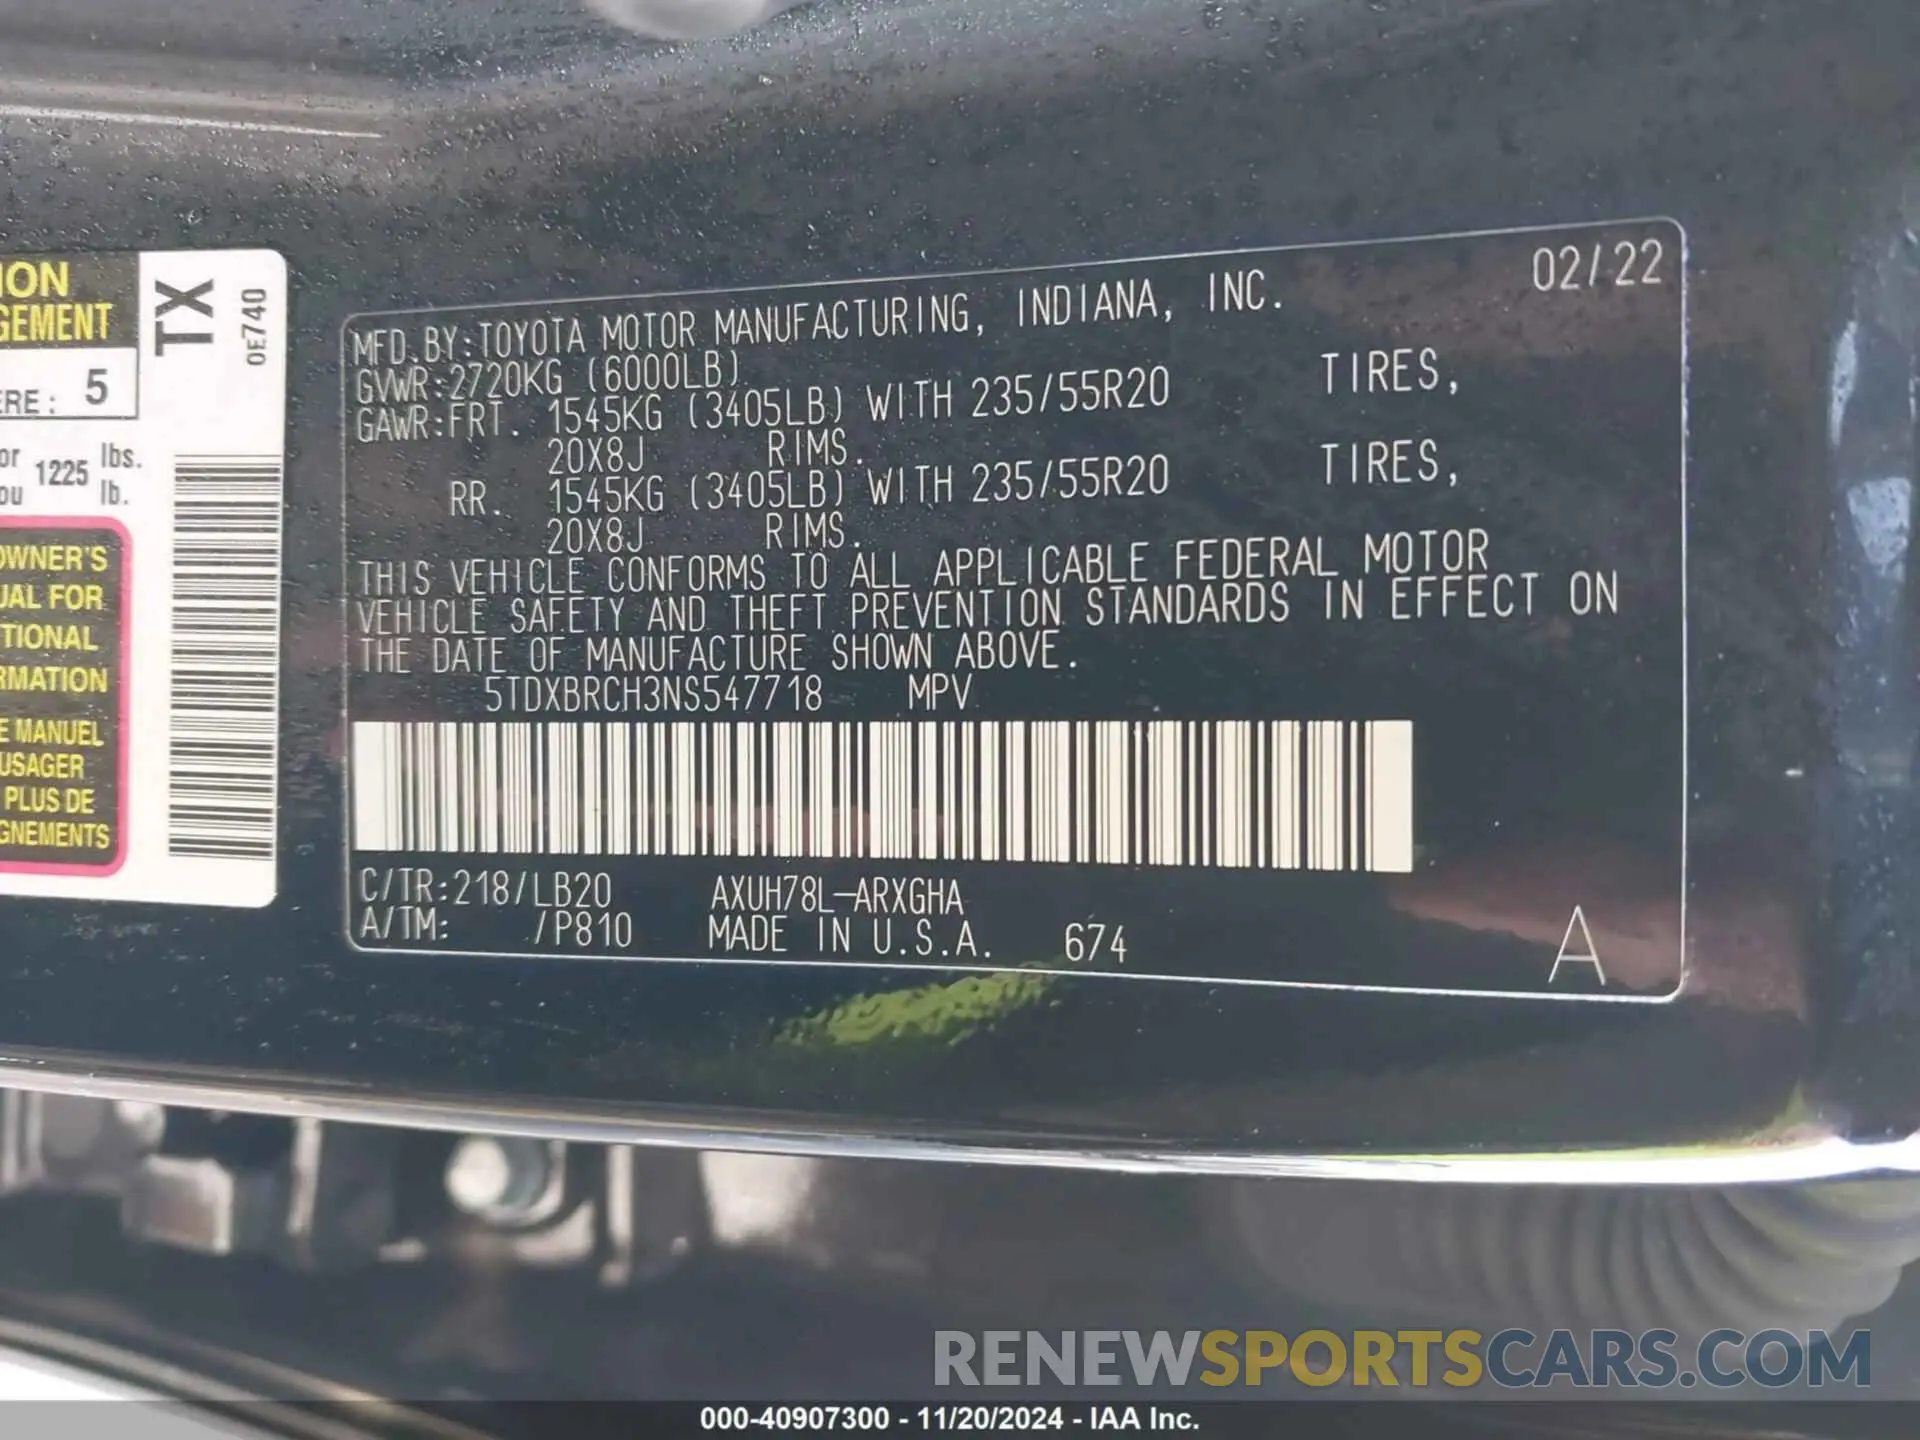 ION
GEMENT
ERE: 5
TX
0E740
or 1225 lbs.
ou lb.
OWNER'S
UAL FOR
TIONAL
RMATION
E MANUEL
USAGER
PLUS DE
GNEMENTS
02/22
MFD.BY:TOYOTA MOTOR MANUFACTURING, INDIANA, INC.
GVWR:2720KG (6000LB)
GAWR:FRT. 1545KG (3405LB) WITH 235/55R20 TIRES,
20X8J RIMS.
RR. 1545KG (3405LB) WITH 235/55R20 TIRES,
20X8J RIMS.
THIS VEHICLE CONFORMS TO ALL APPLICABLE FEDERAL MOTOR
VEHICLE SAFETY AND THEFT PREVENTION STANDARDS IN EFFECT ON
THE DATE OF MANUFACTURE SHOWN ABOVE.
5TDXBRCH3NS547718 MPV
C/TR:218/LB20 AXUH78L-ARXGHA
A/TM: /P810 MADE IN U.S.A. 674
A
RENEWSPORTSCARS.COM
000-40907300 - 11/20/2024 - IAA Inc.